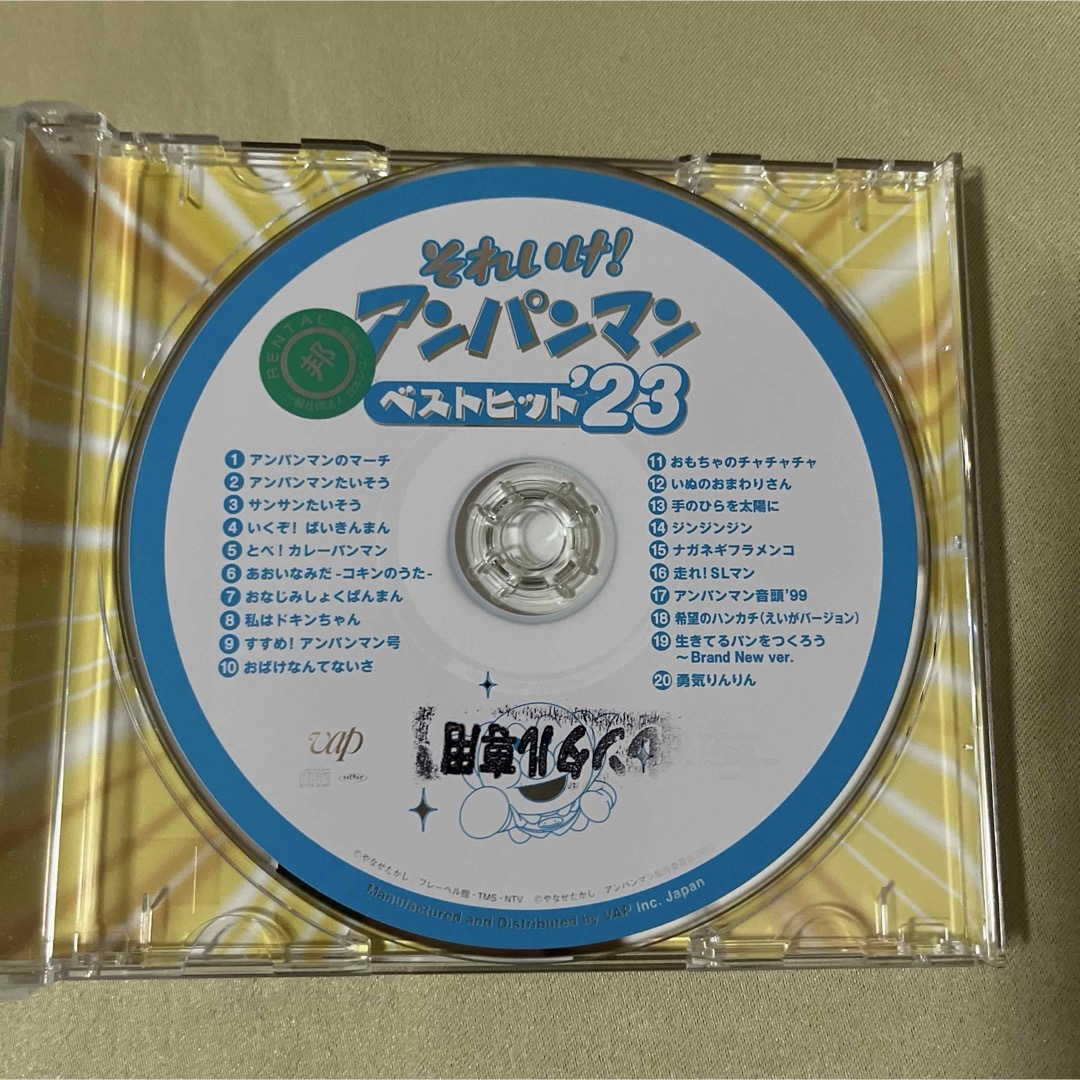 それいけ!
アンパンマン
ベストヒット'23
RENTAL
邦
1 アンパンマンのマーチ
2 アンパンマンたいそう
3 サンサンたいそう
4 いくぞ! ばいきんまん
5 とべ! カレーパンマン
6 あおいなみだ-コキンのうた-
7 おなじみしょくぱんまん
8 私はドキンちゃん
9 すすめ! アンパンマン号
10 おばけなんてないさ
11 おもちゃのチャチャチャ
12 いぬのおまわりさん
13 手のひらを太陽に
14 ジンジンジン
15 ナガネギフラメンコ
16 走れ! SLマン
17 アンパンマン音頭'99
18 希望のハンカチ(えいがバージョン)
19 生きてるパンをつくろう
〜Brand New ver.
20 勇気りんりん
vap
©やなせたかし/フレーベル館・TMS・NTV ©やなせたかし アンパンマン製作委員会
Manufactured and Distributed by VAP Inc. Japan